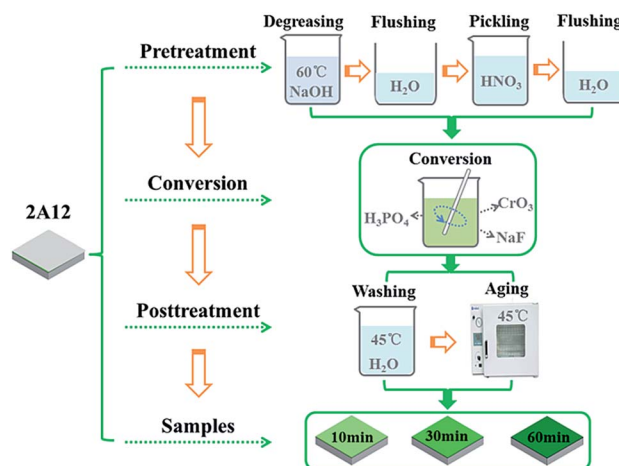 Degreasing Flushing Pickling Flushing
Pretreatment
60℃
NaOH
H₂O
HNO₃
H₂O
Conversion
Conversion
H₃PO₄
CrO₃
NaF
2A12
Posttreatment
Washing
Aging
45℃
H₂O
45℃
Samples
10min
30min
60min